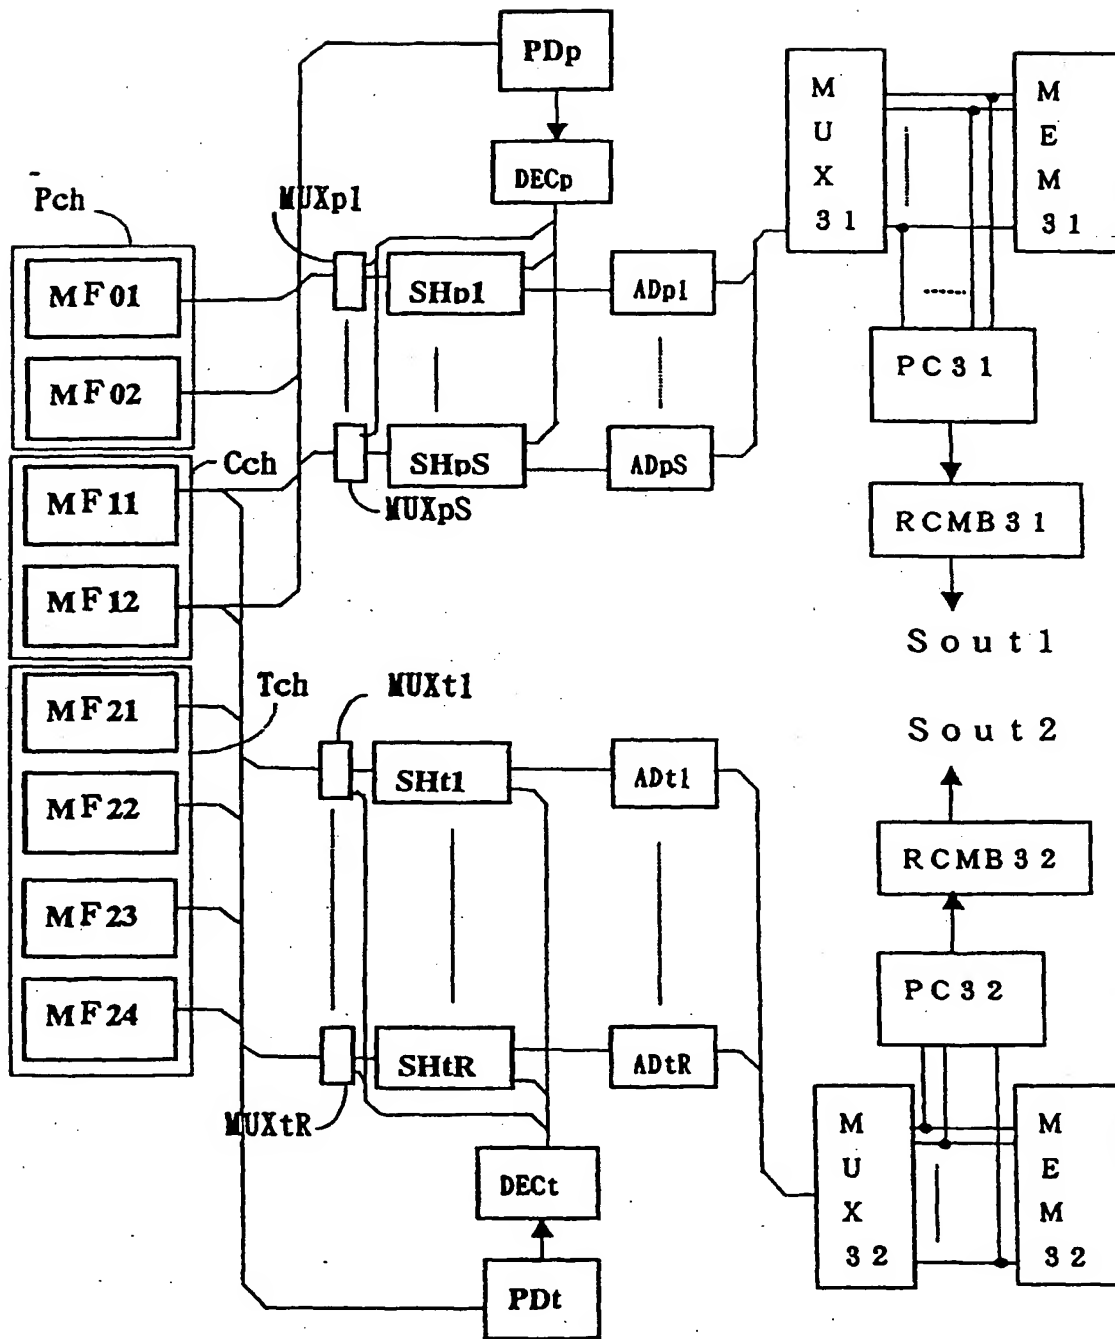 PDp
DECp
Pch
MUXp1
MF01
MF02
SHp1
ADp1
MUX31
MEM31
PC31
Cch
MF11
MF12
SHpS
ADpS
MUXpS
RCMB31
Sout1
Tch
MUXt1
MF21
MF22
MF23
MF24
SHt1
ADt1
Sout2
RCMB32
PC32
SHtR
ADtR
MUXtR
DECt
PDt
MUX32
MEM32